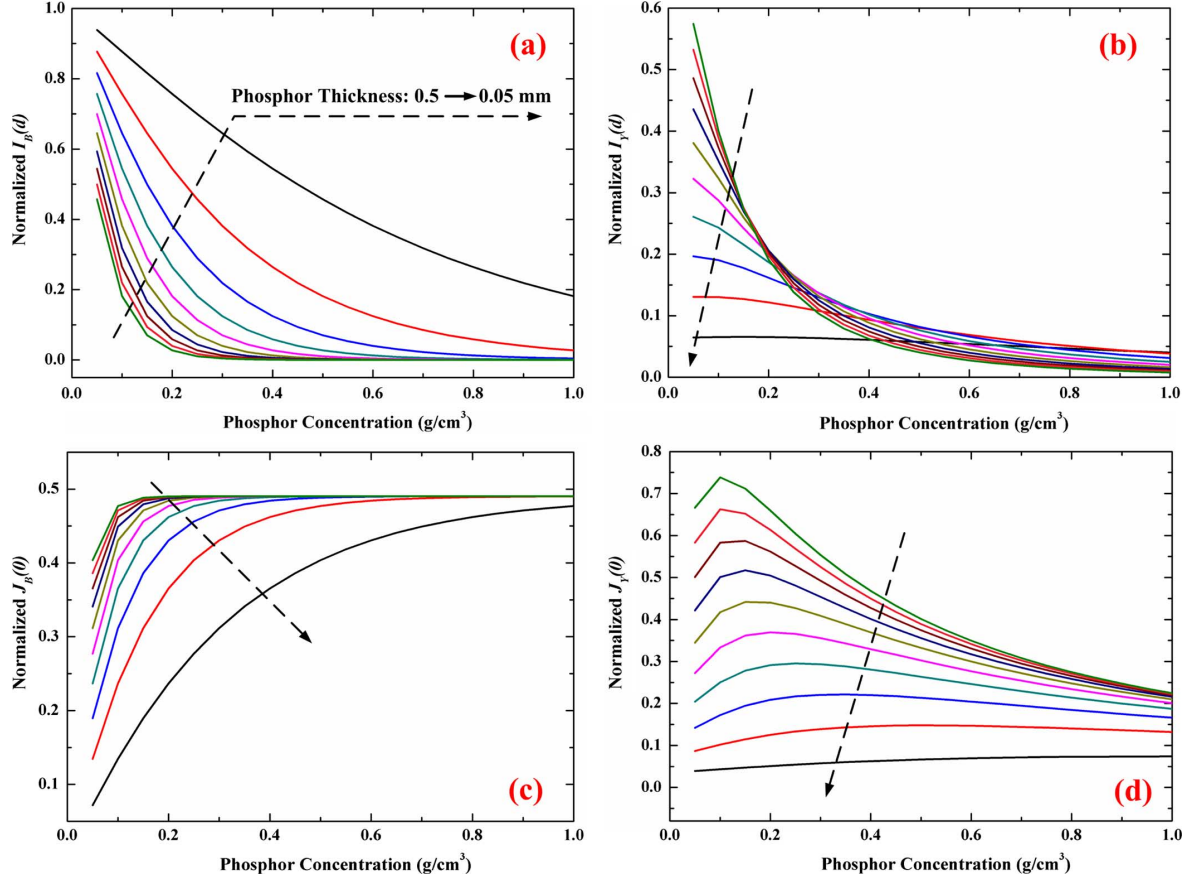 (a)
Phosphor Thickness: 0.5 → 0.05 mm
Normalized I_B(d)
1.0
0.8
0.6
0.4
0.2
0.0
0.0 0.2 0.4 0.6 0.8 1.0
Phosphor Concentration (g/cm³)
(b)
Normalized I_Y(d)
0.6
0.5
0.4
0.3
0.2
0.1
0.0
0.0 0.2 0.4 0.6 0.8 1.0
Phosphor Concentration (g/cm³)
(c)
Normalized J_B(0)
0.5
0.4
0.3
0.2
0.1
0.0 0.2 0.4 0.6 0.8 1.0
Phosphor Concentration (g/cm³)
(d)
Normalized J_Y(0)
0.8
0.7
0.6
0.5
0.4
0.3
0.2
0.1
0.0
0.0 0.2 0.4 0.6 0.8 1.0
Phosphor Concentration (g/cm³)